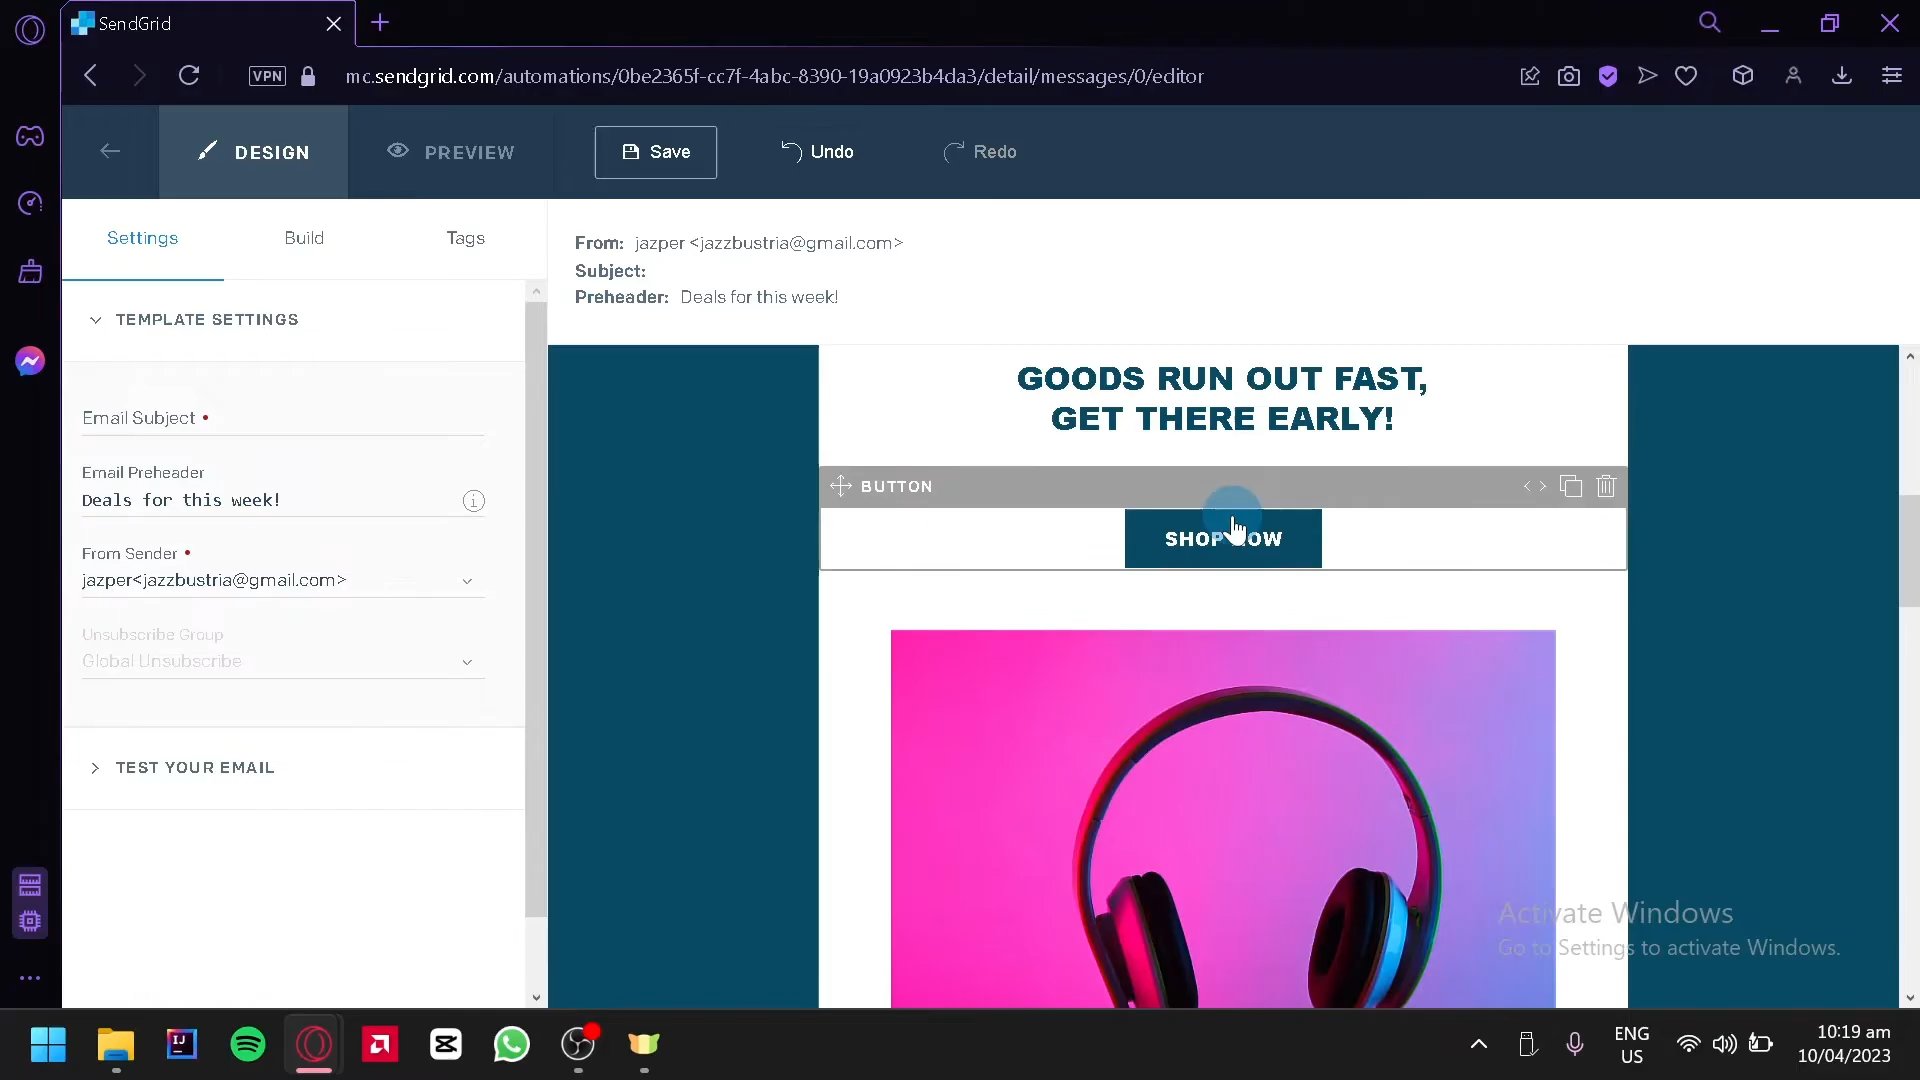 SendGrid
VPN
mc.sendgrid.com/automations/0be2365f-cc7f-4abc-8390-19a0923b4da3/detail/messages/0/editor
DESIGN
PREVIEW
Save
Undo
Redo
Settings
Build
Tags
From: jazper <jazzbustria@gmail.com>
Subject:
Preheader: Deals for this week!
TEMPLATE SETTINGS
Email Subject •
Email Preheader
Deals for this week!
From Sender •
jazper<jazzbustria@gmail.com>
Unsubscribe Group
Global Unsubscribe
TEST YOUR EMAIL
GOODS RUN OUT FAST,
GET THERE EARLY!
BUTTON
SHOP NOW
Activate Windows
Go to Settings to activate Windows.
IJ
ENG
US
10:19 am
10/04/2023